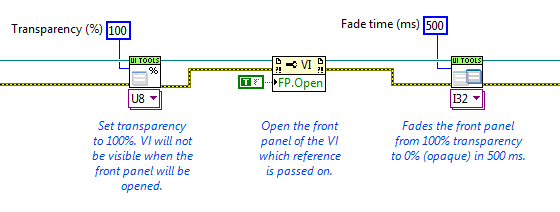 Transparency (%) 100
Fade time (ms) 500
UI TOOLS
%
U8
VI
T
FP.Open
UI TOOLS
I32
Set transparency
to 100%. VI will not
be visible when the
front panel will be
opened.
Open the front
panel of the VI
which reference
is passed on.
Fades the front panel
from 100% transparency
to 0% (opaque) in 500 ms.